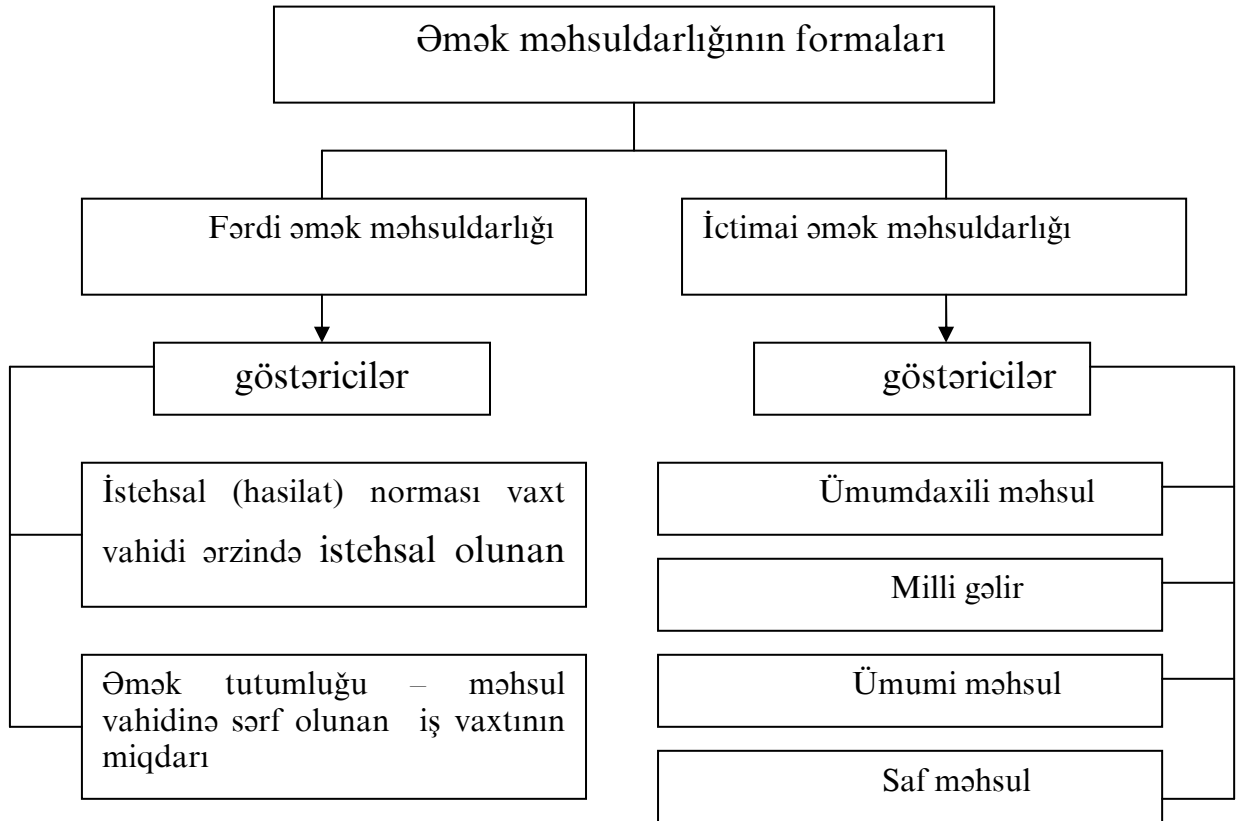 Əmək məhsuldarlığının formaları
Fərdi əmək məhsuldarlığı
İctimai əmək məhsuldarlığı
göstəricilər
göstəricilər
İstehsal (hasilat) norması vaxt
vahidi ərzində istehsal olunan
Əmək tutumluğu – məhsul
vahidinə sərf olunan iş vaxtının
miqdarı
Ümumdaxili məhsul
Milli gəlir
Ümumi məhsul
Saf məhsul